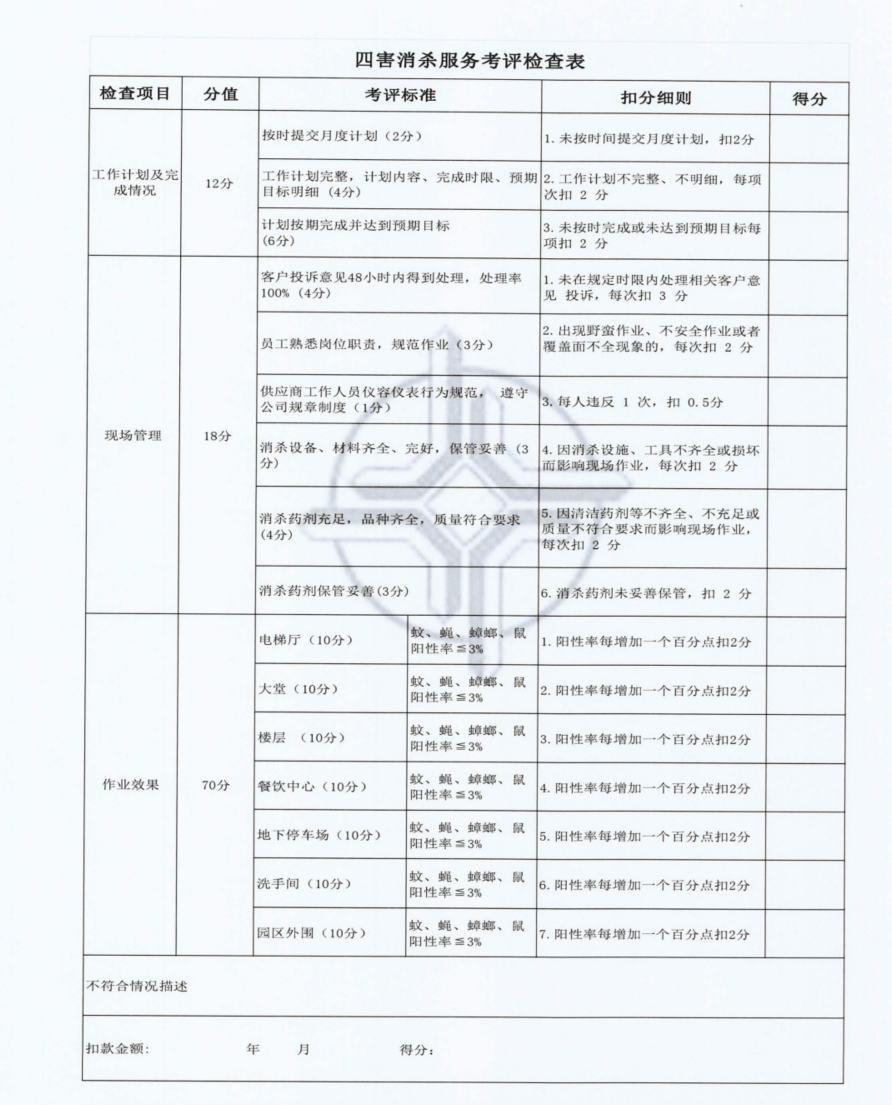 四害消杀服务考评检查表
检查项目 分值 考评标准 扣分细则 得分
工作计划及完
成情况
12分
按时提交月度计划（2分）
1. 未按时间提交月度计划，扣2分
工作计划完整，计划内容、完成时限、预期
目标明细（4分）
2. 工作计划不完整、不明细，每项
次扣 2 分
计划按期完成并达到预期目标
(6分）
3. 未按时完成或未达到预期目标每
项扣 2 分
现场管理
18分
客户投诉意见48小时内得到处理，处理率
100%（4分）
1. 未在规定时限内处理相关客户意
见 投诉，每次扣 3 分
员工熟悉岗位职责，规范作业（3分）
2. 出现野蛮作业、不安全作业或者
覆盖面不全现象的，每次扣 2 分
供应商工作人员仪容仪表行为规范， 遵守
公司规章制度（1分）
3. 每人违反 1 次，扣 0.5分
消杀设备、材料齐全、完好，保管妥善（3
分）
4. 因消杀设施、工具不齐全或损坏
而影响现场作业，每次扣 2 分
消杀药剂充足，品种齐全，质量符合要求
(4分）
5. 因清洁药剂等不齐全、不充足或
质量不符合要求而影响现场作业，
每次扣 2 分
消杀药剂保管妥善(3分）
6. 消杀药剂未妥善保管，扣 2 分
作业效果
70分
电梯厅（10分）
蚊、蝇、蟑螂、鼠
阳性率≦3%
1. 阳性率每增加一个百分点扣2分
大堂（10分）
蚊、蝇、蟑螂、鼠
阳性率≦3%
2. 阳性率每增加一个百分点扣2分
楼层 （10分）
蚊、蝇、蟑螂、鼠
阳性率≦3%
3. 阳性率每增加一个百分点扣2分
餐饮中心（10分）
蚊、蝇、蟑螂、鼠
阳性率≦3%
4. 阳性率每增加一个百分点扣2分
地下停车场（10分）
蚊、蝇、蟑螂、鼠
阳性率≦3%
5. 阳性率每增加一个百分点扣2分
洗手间（10分）
蚊、蝇、蟑螂、鼠
阳性率≦3%
6. 阳性率每增加一个百分点扣2分
园区外围（10分）
蚊、蝇、蟑螂、鼠
阳性率≦3%
7. 阳性率每增加一个百分点扣2分
不符合情况描述
扣款金额: 年 月 得分：